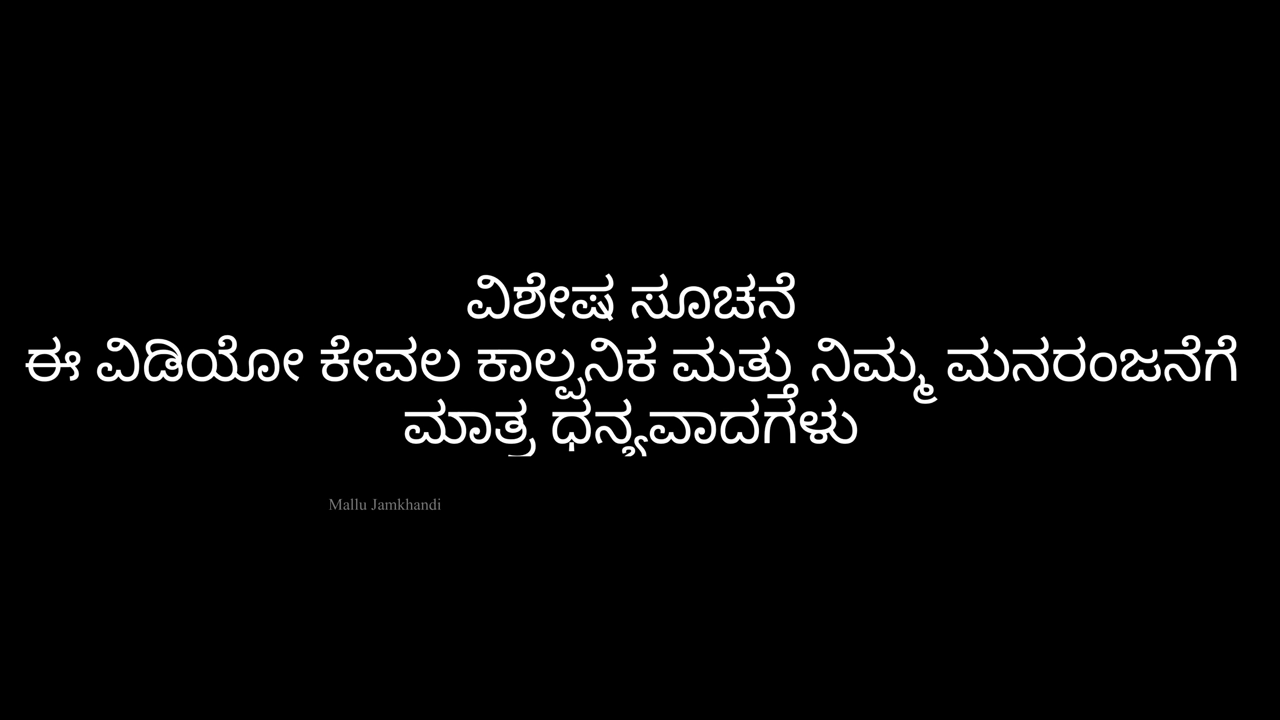 ವಿಶೇಷ ಸೂಚನೆ
ಈ ವಿಡಿಯೋ ಕೇವಲ ಕಾಲ್ಪನಿಕ ಮತ್ತು ನಿಮ್ಮ ಮನರಂಜನೆಗೆ
ಮಾತ್ರ ಧನ್ಯವಾದಗಳು
Mallu Jamkhandi